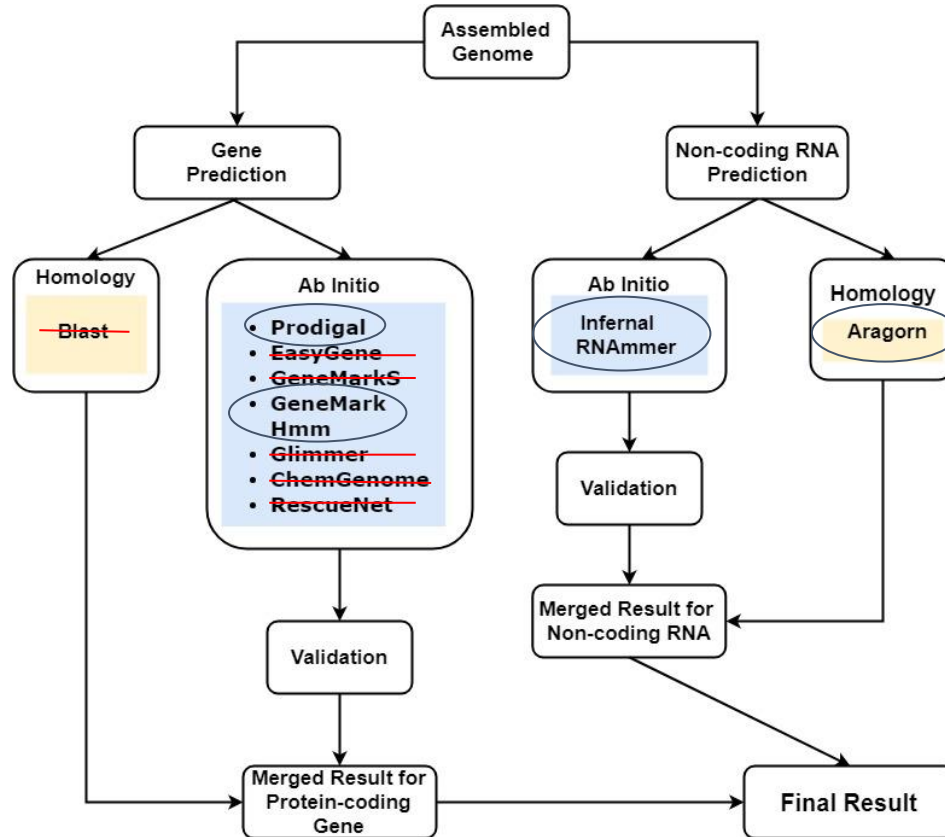 Assembled
Genome
Gene
Prediction
Non-coding RNA
Prediction
Homology
Blast
Ab Initio
• Prodigal
• EasyGene
• GeneMarkS
• GeneMark
Hmm
• Glimmer
• ChemGenome
• RescueNet
Ab Initio
Infernal
RNAmmer
Homology
Aragorn
Validation
Merged Result for
Non-coding RNA
Validation
Merged Result for
Protein-coding
Gene
Final Result